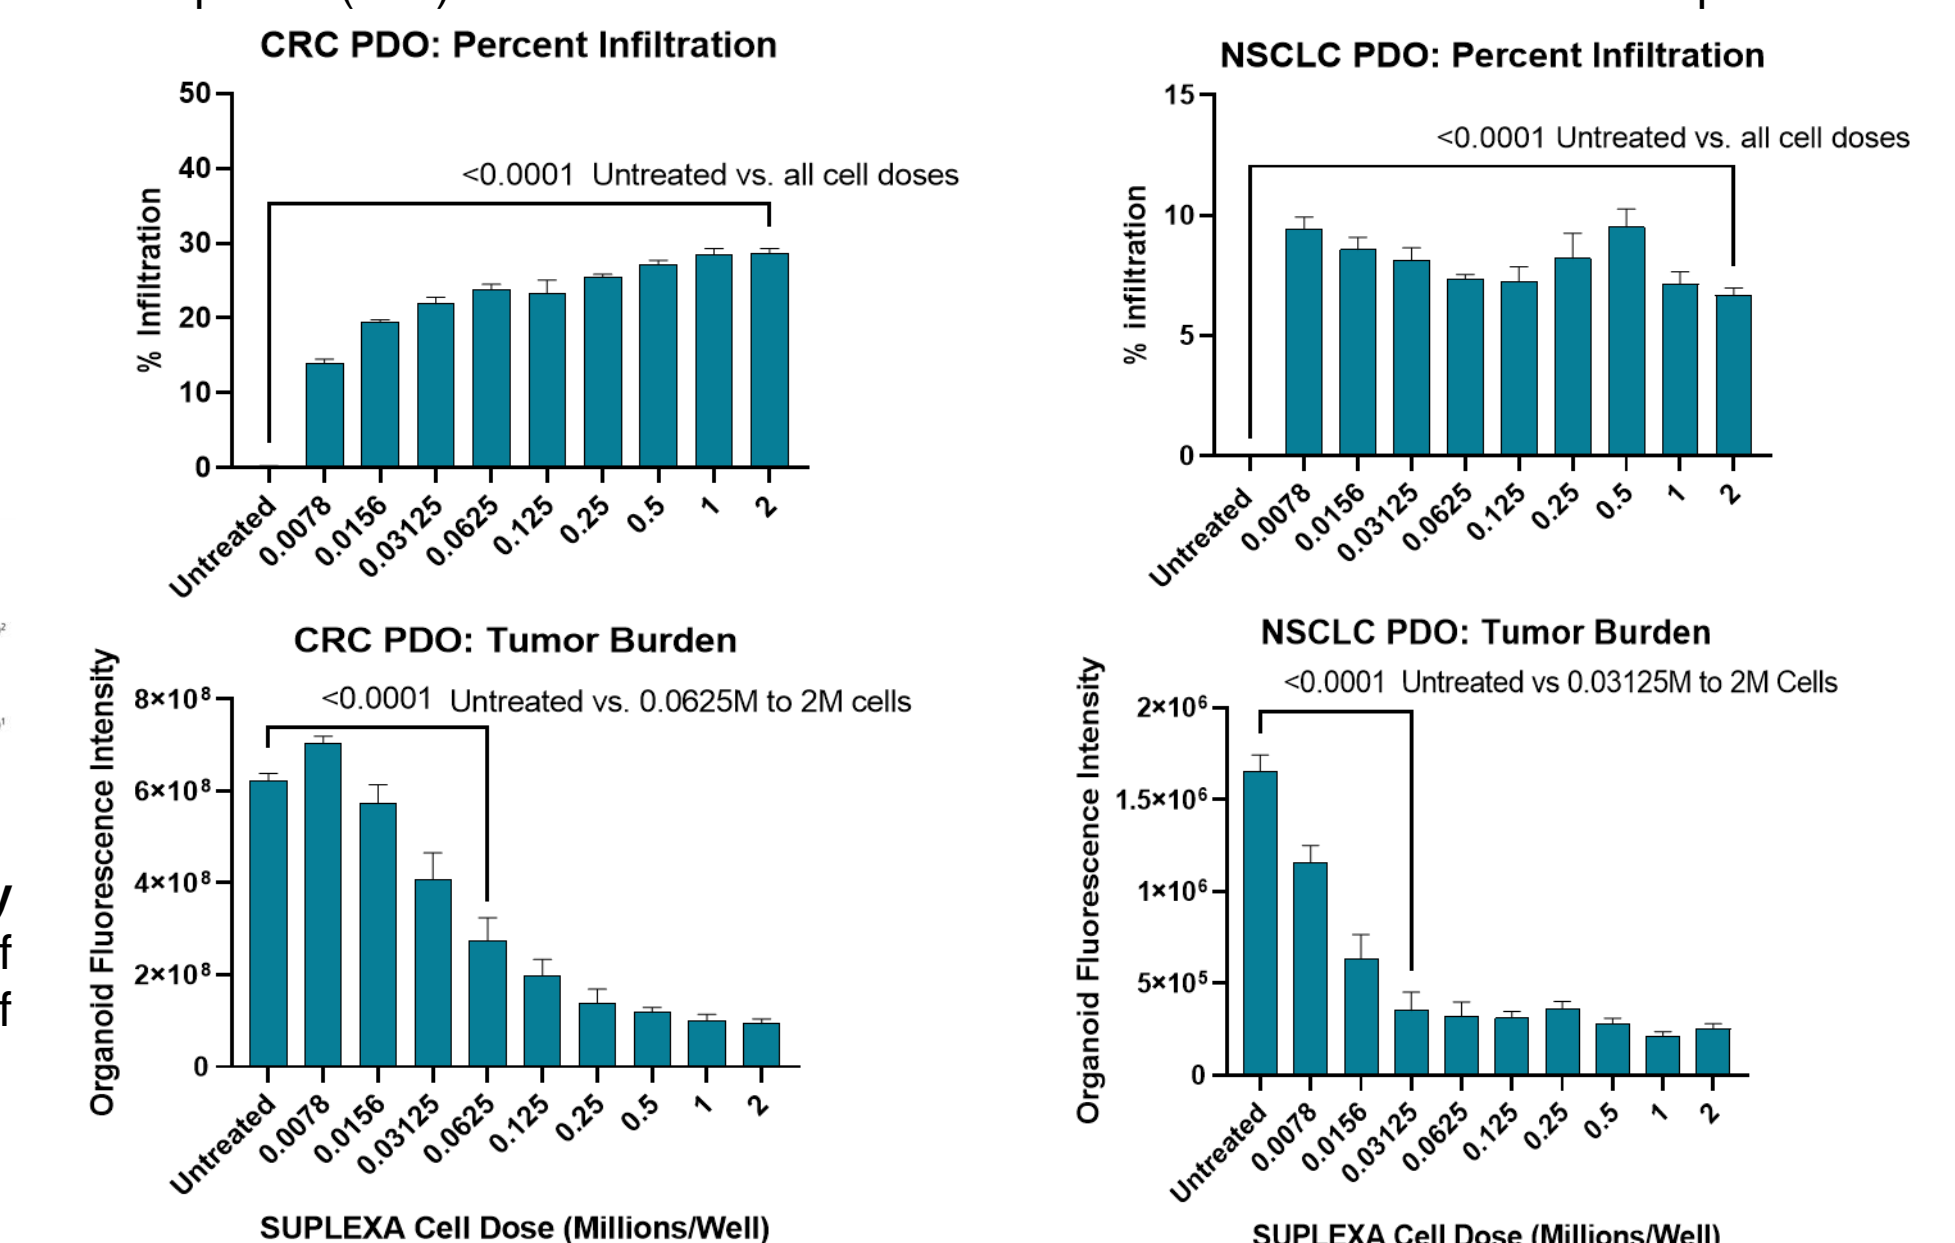 CRC PDO: Percent Infiltration
% Infiltration
50
40
30
20
10
0
<0.0001 Untreated vs. all cell doses
Untreated 0.0078 0.0156 0.03125 0.0625 0.125 0.25 0.5 1 2
NSCLC PDO: Percent Infiltration
% infiltration
15
10
5
0
<0.0001 Untreated vs. all cell doses
Untreated 0.0078 0.0156 0.03125 0.0625 0.125 0.25 0.5 1 2
CRC PDO: Tumor Burden
Organoid Fluorescence Intensity
8×10⁸
6×10⁸
4×10⁸
2×10⁸
0
<0.0001 Untreated vs. 0.0625M to 2M cells
Untreated 0.0078 0.0156 0.03125 0.0625 0.125 0.25 0.5 1 2
SUPLEXA Cell Dose (Millions/Well)
NSCLC PDO: Tumor Burden
Organoid Fluorescence Intensity
2×10⁶
1.5×10⁶
1×10⁶
5×10⁵
0
<0.0001 Untreated vs 0.03125M to 2M Cells
Untreated 0.0078 0.0156 0.03125 0.0625 0.125 0.25 0.5 1 2
SUPLEXA Cell Dose (Millions/Well)